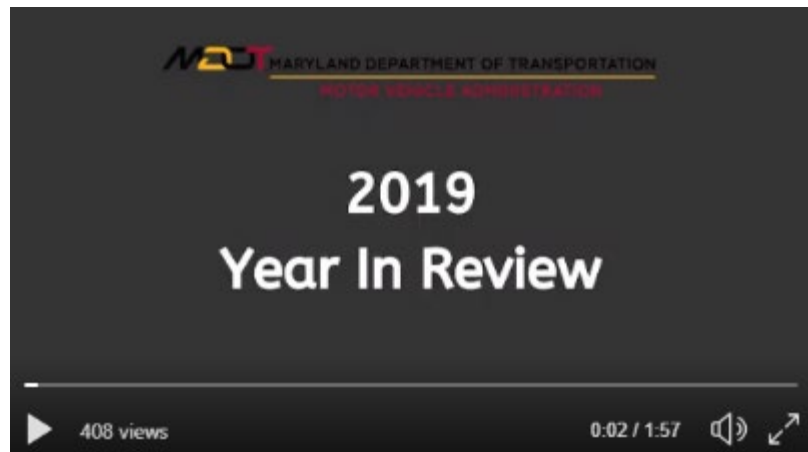 MDOT MARYLAND DEPARTMENT OF TRANSPORTATION
MOTOR VEHICLE ADMINISTRATION
2019
Year In Review
408 views
0:02 / 1:57